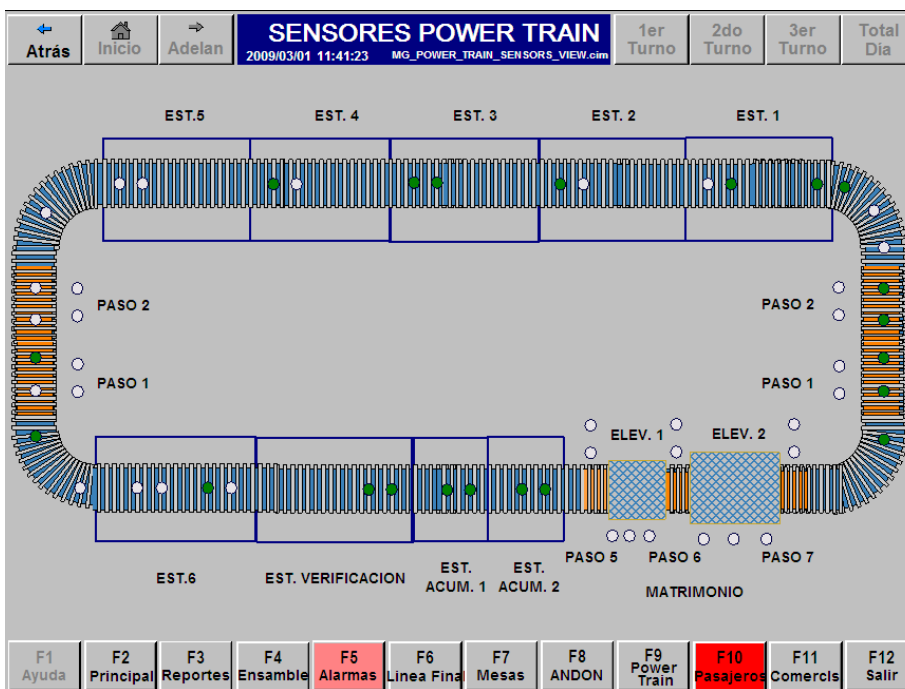 Atrás
Inicio
Adelan
SENSORES POWER TRAIN
2009/03/01 11:41:23 MG_POWER_TRAIN_SENSORS_VIEW.cim
1er
Turno
2do
Turno
3er
Turno
Total
Día
EST.5
EST. 4
EST. 3
EST. 2
EST. 1
PASO 2
PASO 2
PASO 1
PASO 1
ELEV. 1
ELEV. 2
PASO 5
PASO 6
PASO 7
EST.6
EST. VERIFICACION
EST.
ACUM. 1
EST.
ACUM. 2
MATRIMONIO
F1
Ayuda
F2
Principal
F3
Reportes
F4
Ensamble
F5
Alarmas
F6
Linea Fina
F7
Mesas
F8
ANDON
F9
Power
Train
F10
Pasajeros
F11
Comercls
F12
Salir